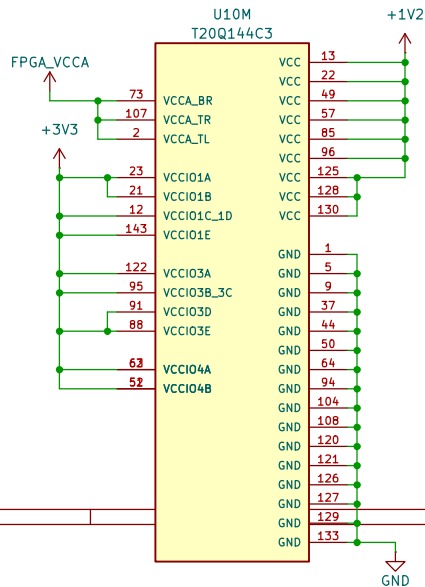 U10M
T20Q144C3
+1V2
FPGA_VCCA
+3V3
73 VCCA_BR
107 VCCA_TR
2 VCCA_TL
23 VCCIO1A
21 VCCIO1B
12 VCCIO1C_1D
143 VCCIO1E
122 VCCIO3A
95 VCCIO3B_3C
91 VCCIO3D
88 VCCIO3E
VCCIO4A
VCCIO4B
VCC 13
VCC 22
VCC 49
VCC 57
VCC 85
VCC 96
VCC 125
VCC 128
VCC 130
GND 1
GND 5
GND 9
GND 37
GND 44
GND 50
GND 64
GND 94
GND 104
GND 108
GND 120
GND 121
GND 126
GND 127
GND 129
GND 133
GND